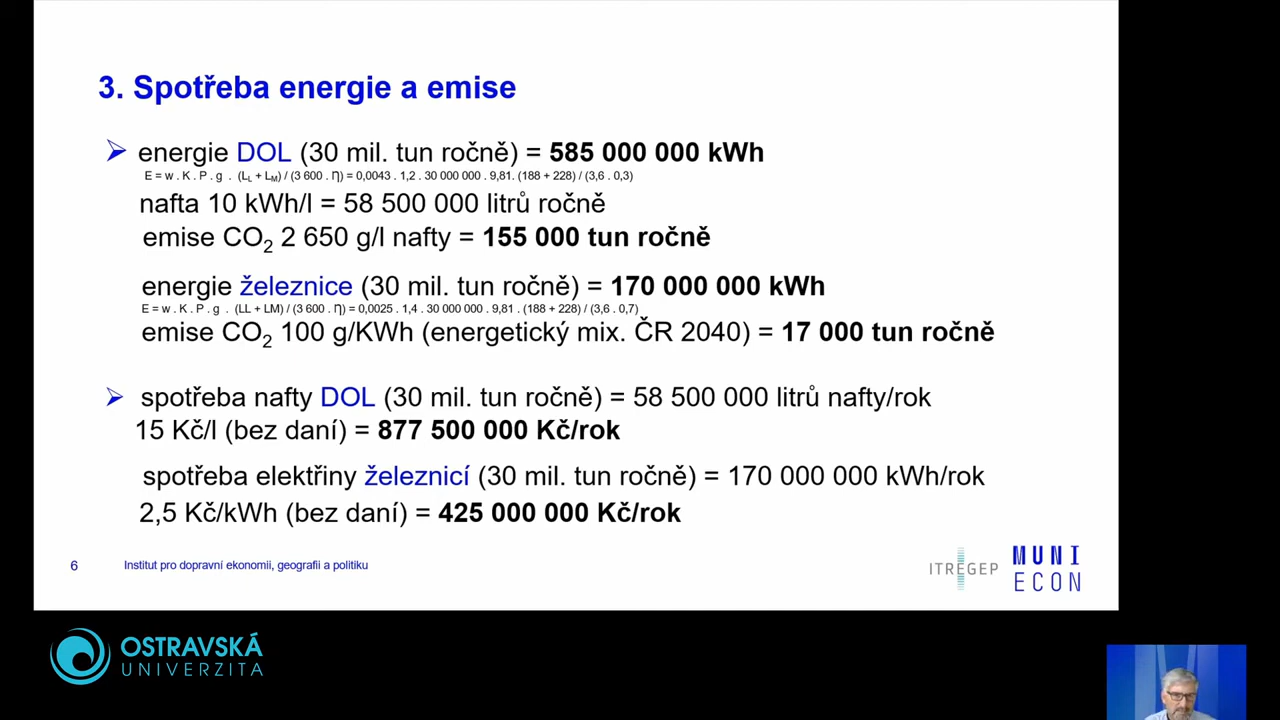 3. Spotřeba energie a emise
energie DOL (30 mil. tun ročně) = 585 000 000 kWh
E = w . K . P . g . (LL + LM) / (3 600 . Ƞ) = 0,0043 . 1,2 . 30 000 000 . 9,81. (188 + 228) / (3,6 . 0,3)
nafta 10 kWh/l = 58 500 000 litrů ročně
emise CO2 2 650 g/l nafty = 155 000 tun ročně
energie železnice (30 mil. tun ročně) = 170 000 000 kWh
E = w . K . P . g . (LL + LM) / (3 600 . Ƞ) = 0,0025 . 1,4 . 30 000 000 . 9,81 . (188 + 228) / (3,6 . 0,7)
emise CO2 100 g/KWh (energetický mix. ČR 2040) = 17 000 tun ročně
spotřeba nafty DOL (30 mil. tun ročně) = 58 500 000 litrů nafty/rok
15 Kč/l (bez daní) = 877 500 000 Kč/rok
spotřeba elektřiny železnicí (30 mil. tun ročně) = 170 000 000 kWh/rok
2,5 Kč/kWh (bez daní) = 425 000 000 Kč/rok
6 Institut pro dopravní ekonomii, geografii a politiku
ITREGEP
MUNI
ECON
OSTRAVSKÁ
UNIVERZITA